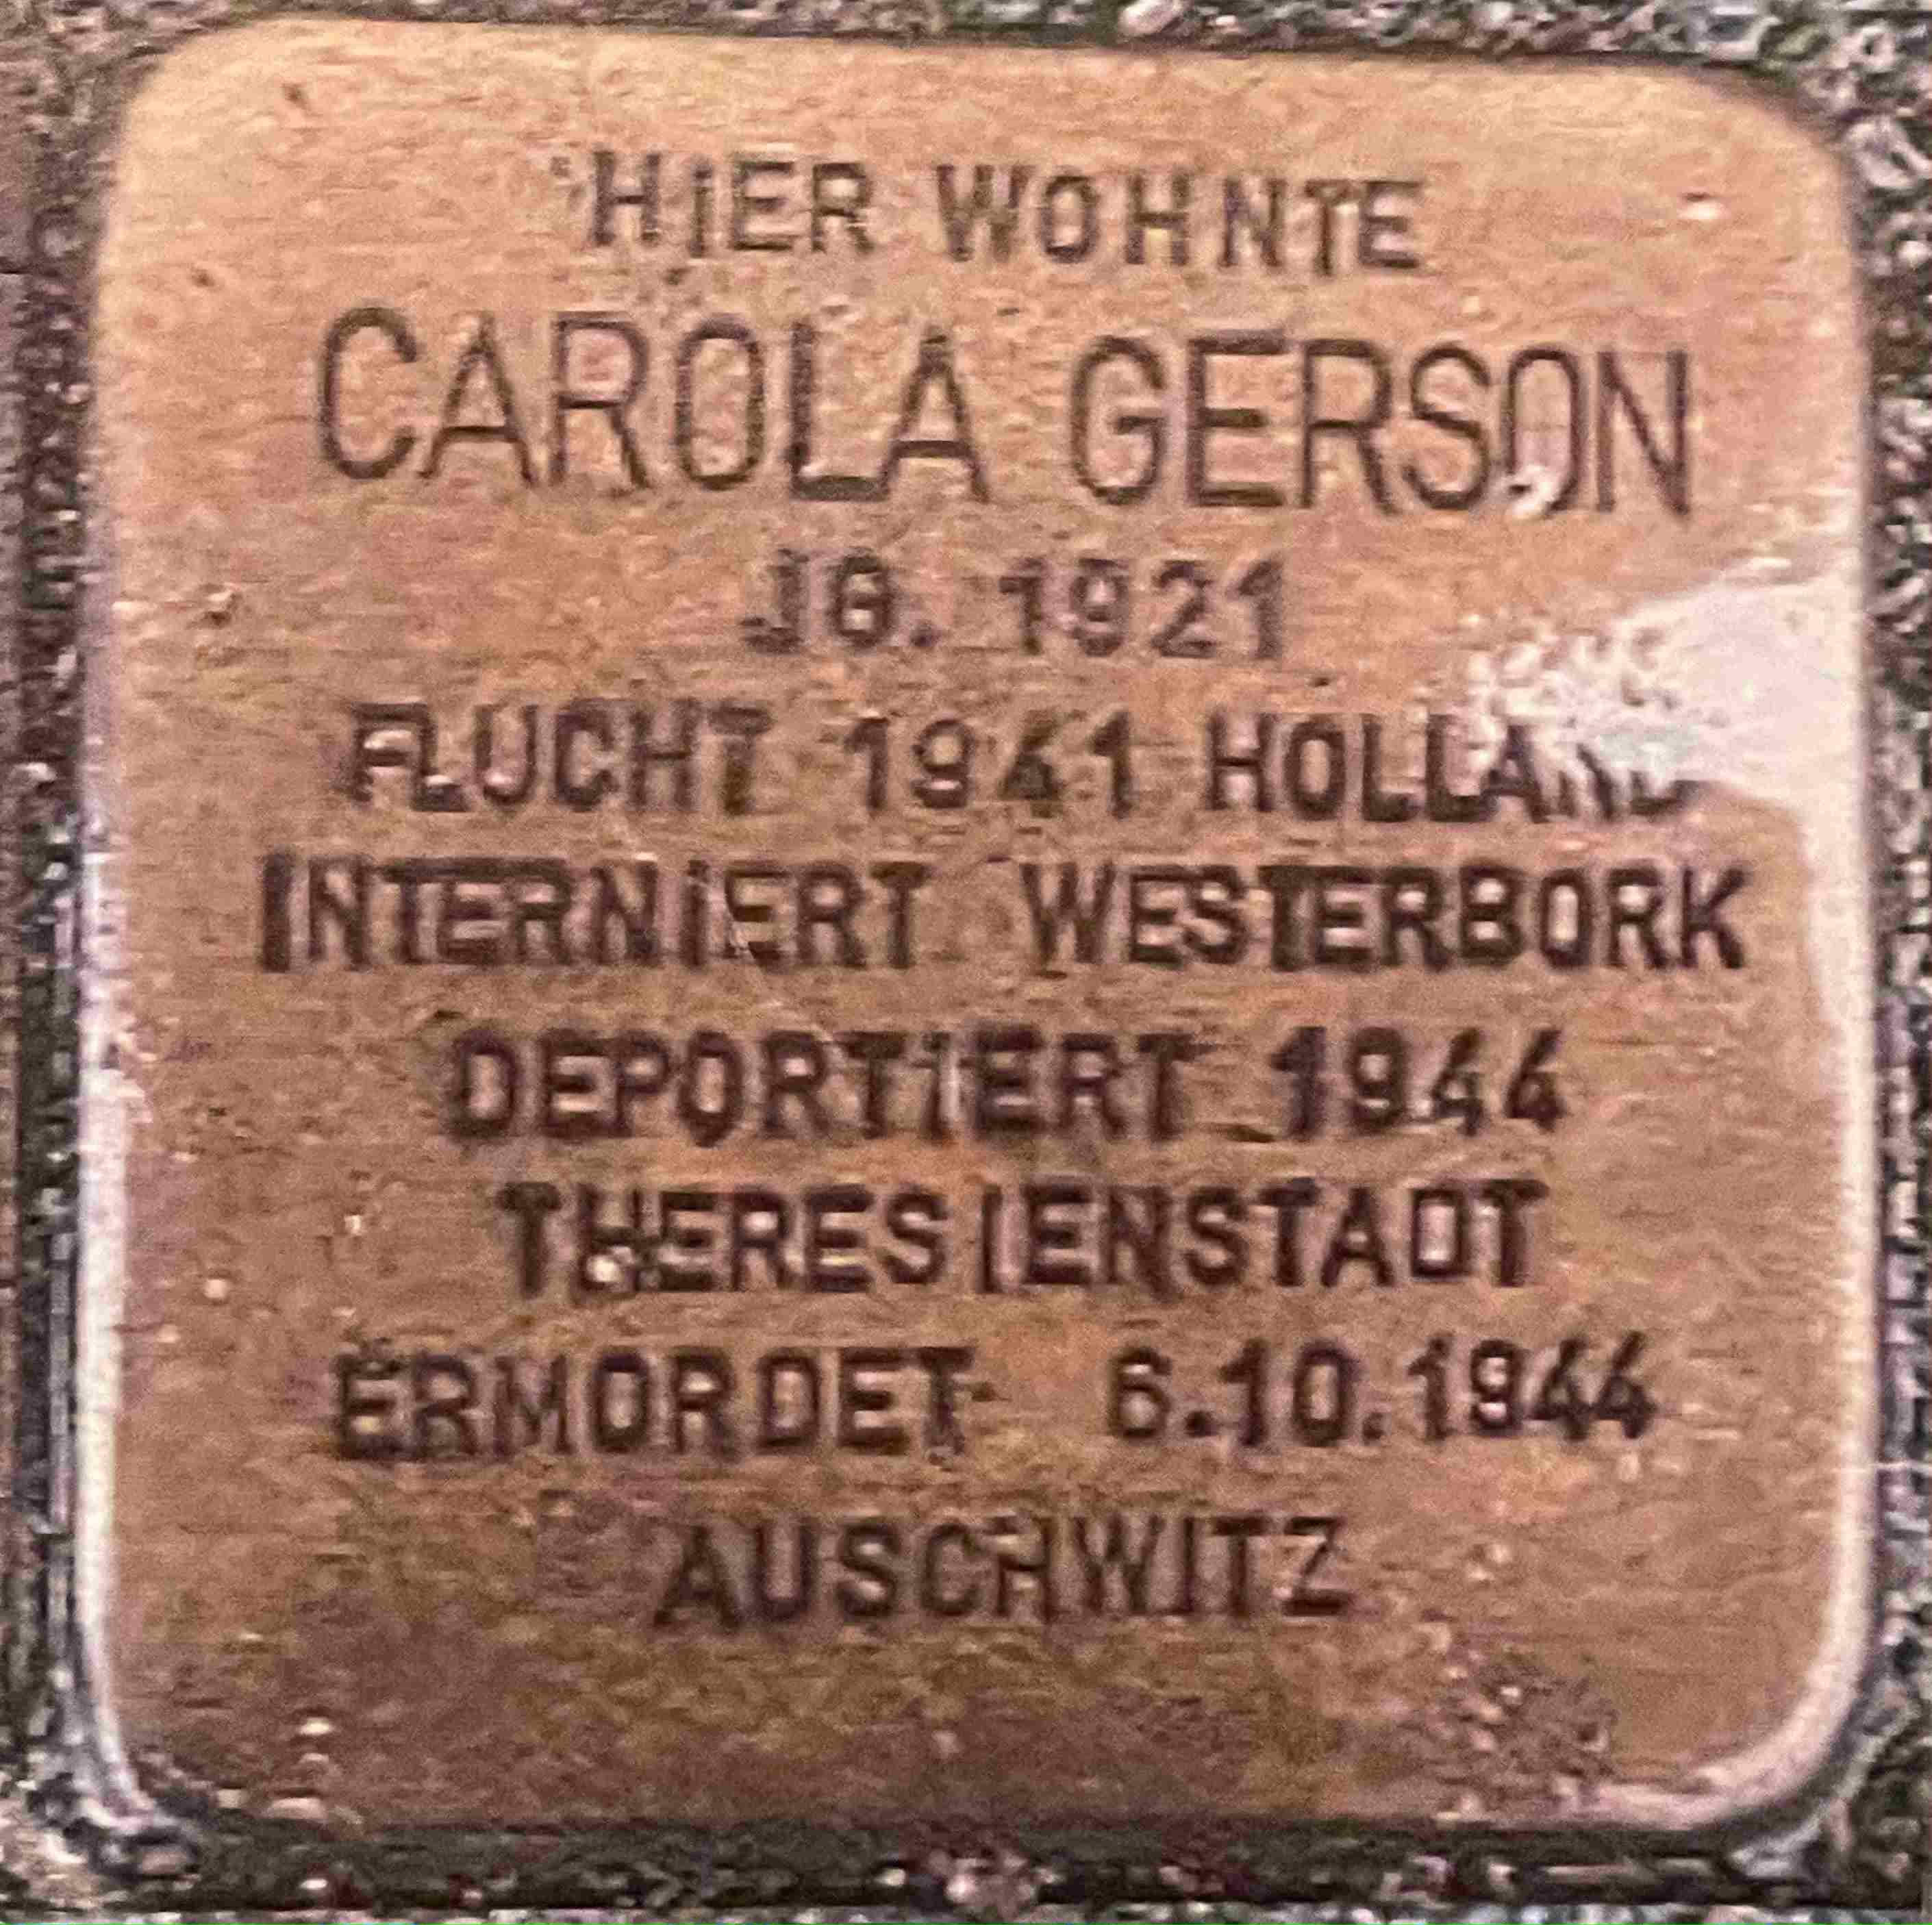 HIER WOHNTE
CAROLA GERSON
JG. 1921
FLUCHT 1941 HOLLAND
INTERNIERT WESTERBORK
DEPORTIERT 1944
THERESIENSTADT
ERMORDET 6.10.1944
AUSCHWITZ